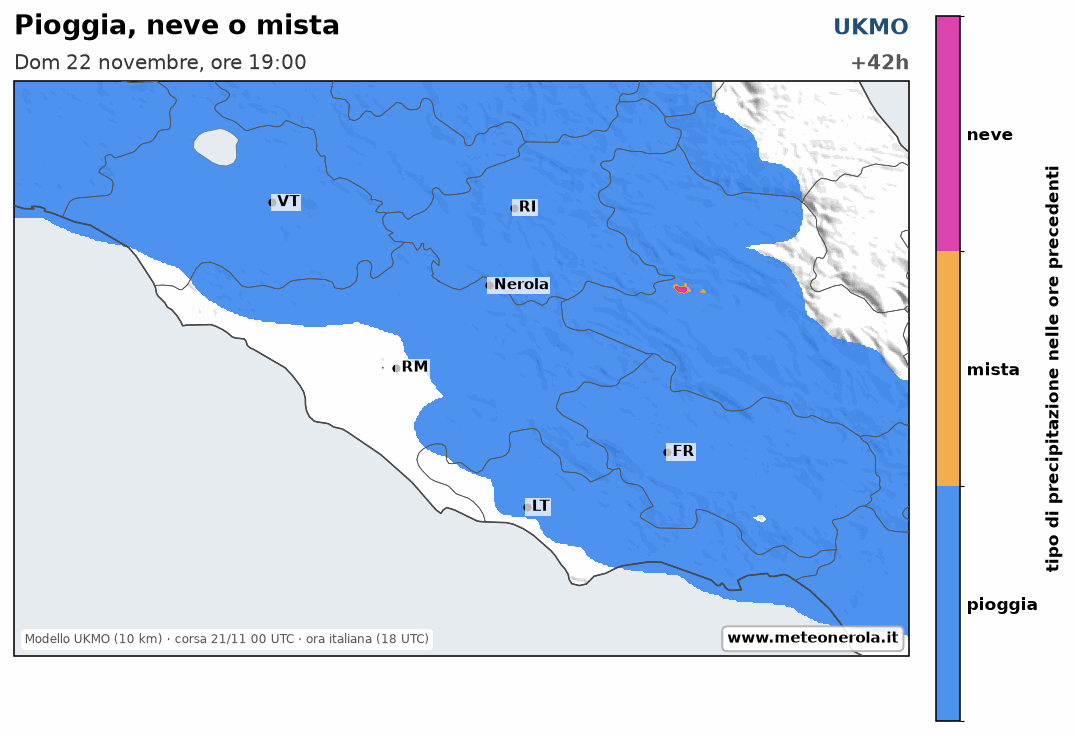 Pioggia, neve o mista
UKMO
Dom 22 novembre, ore 19:00
+42h
neve
mista
pioggia
tipo di precipitazione nelle ore precedenti
VT
RI
Nerola
RM
FR
LT
Modello UKMO (10 km) · corsa 21/11 00 UTC · ora italiana (18 UTC)
www.meteonerola.it